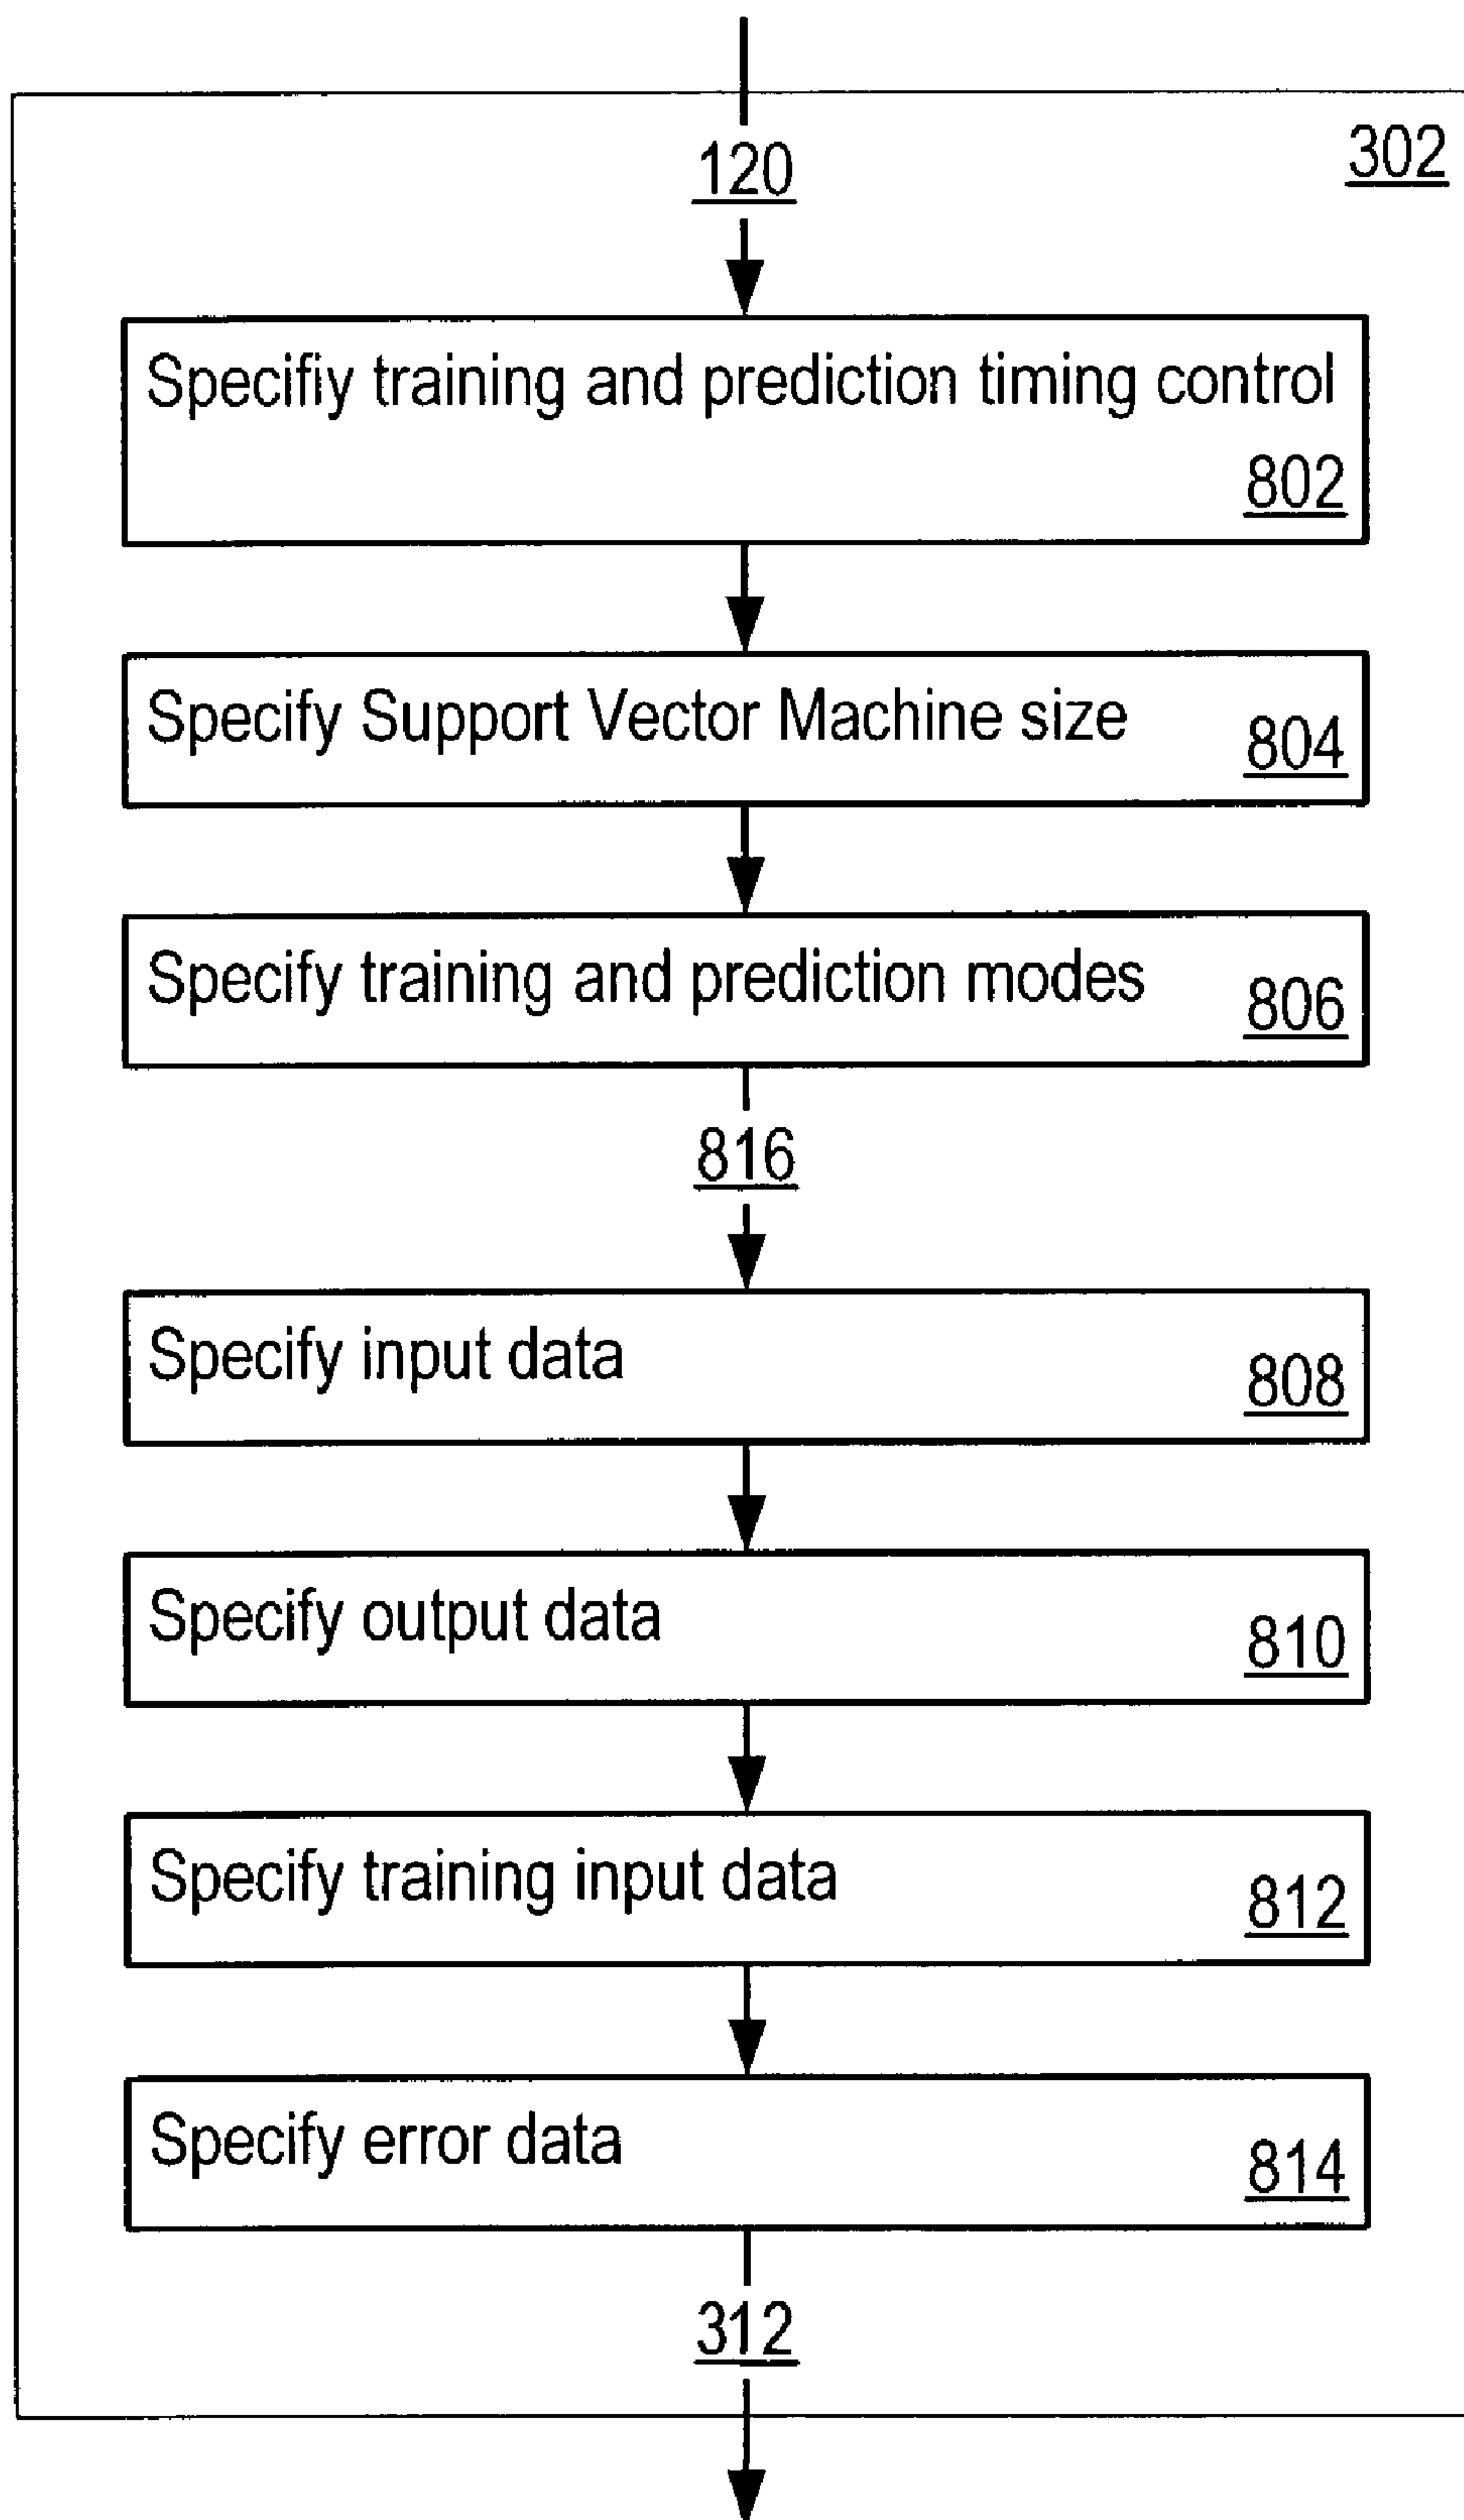 302
120
Specifiy training and prediction timing control
802
Specify Support Vector Machine size
804
Specify training and prediction modes
806
816
Specify input data
808
Specify output data
810
Specify training input data
812
Specify error data
814
312